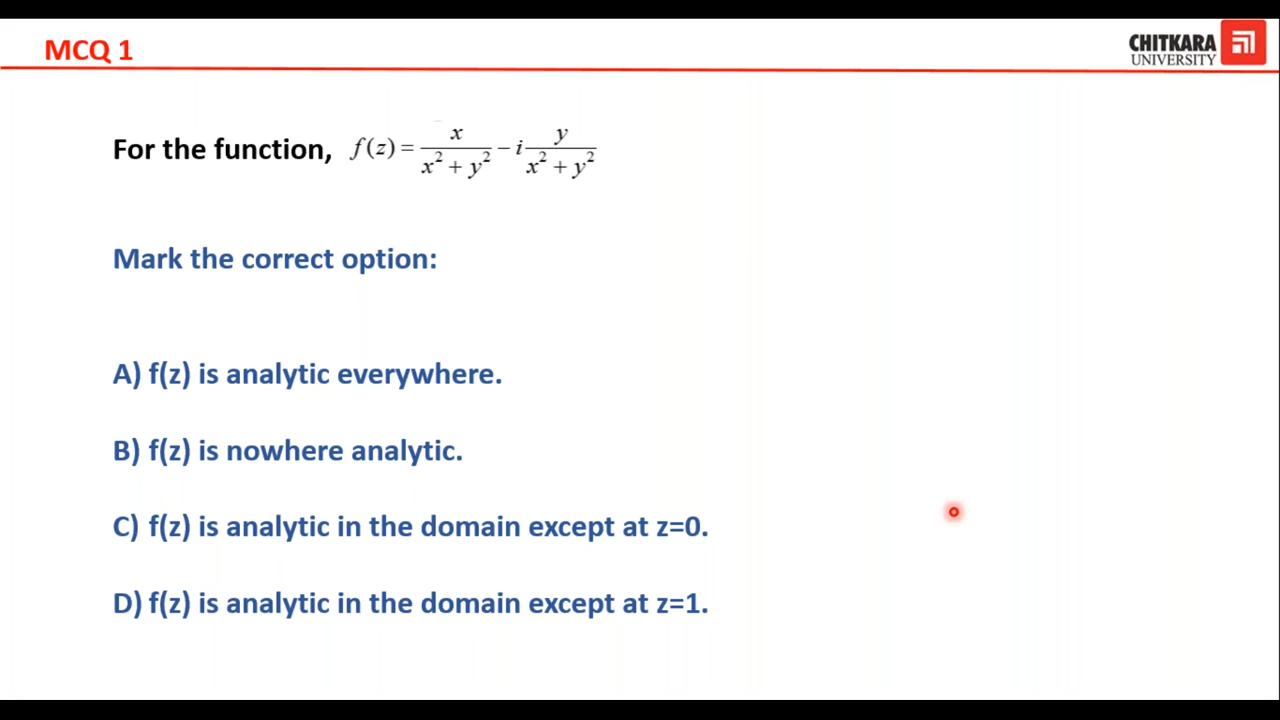 MCQ 1
CHITKARA
UNIVERSITY
For the function, f(z) = x/(x² + y²) − i y/(x² + y²)
Mark the correct option:
A) f(z) is analytic everywhere.
B) f(z) is nowhere analytic.
C) f(z) is analytic in the domain except at z=0.
D) f(z) is analytic in the domain except at z=1.